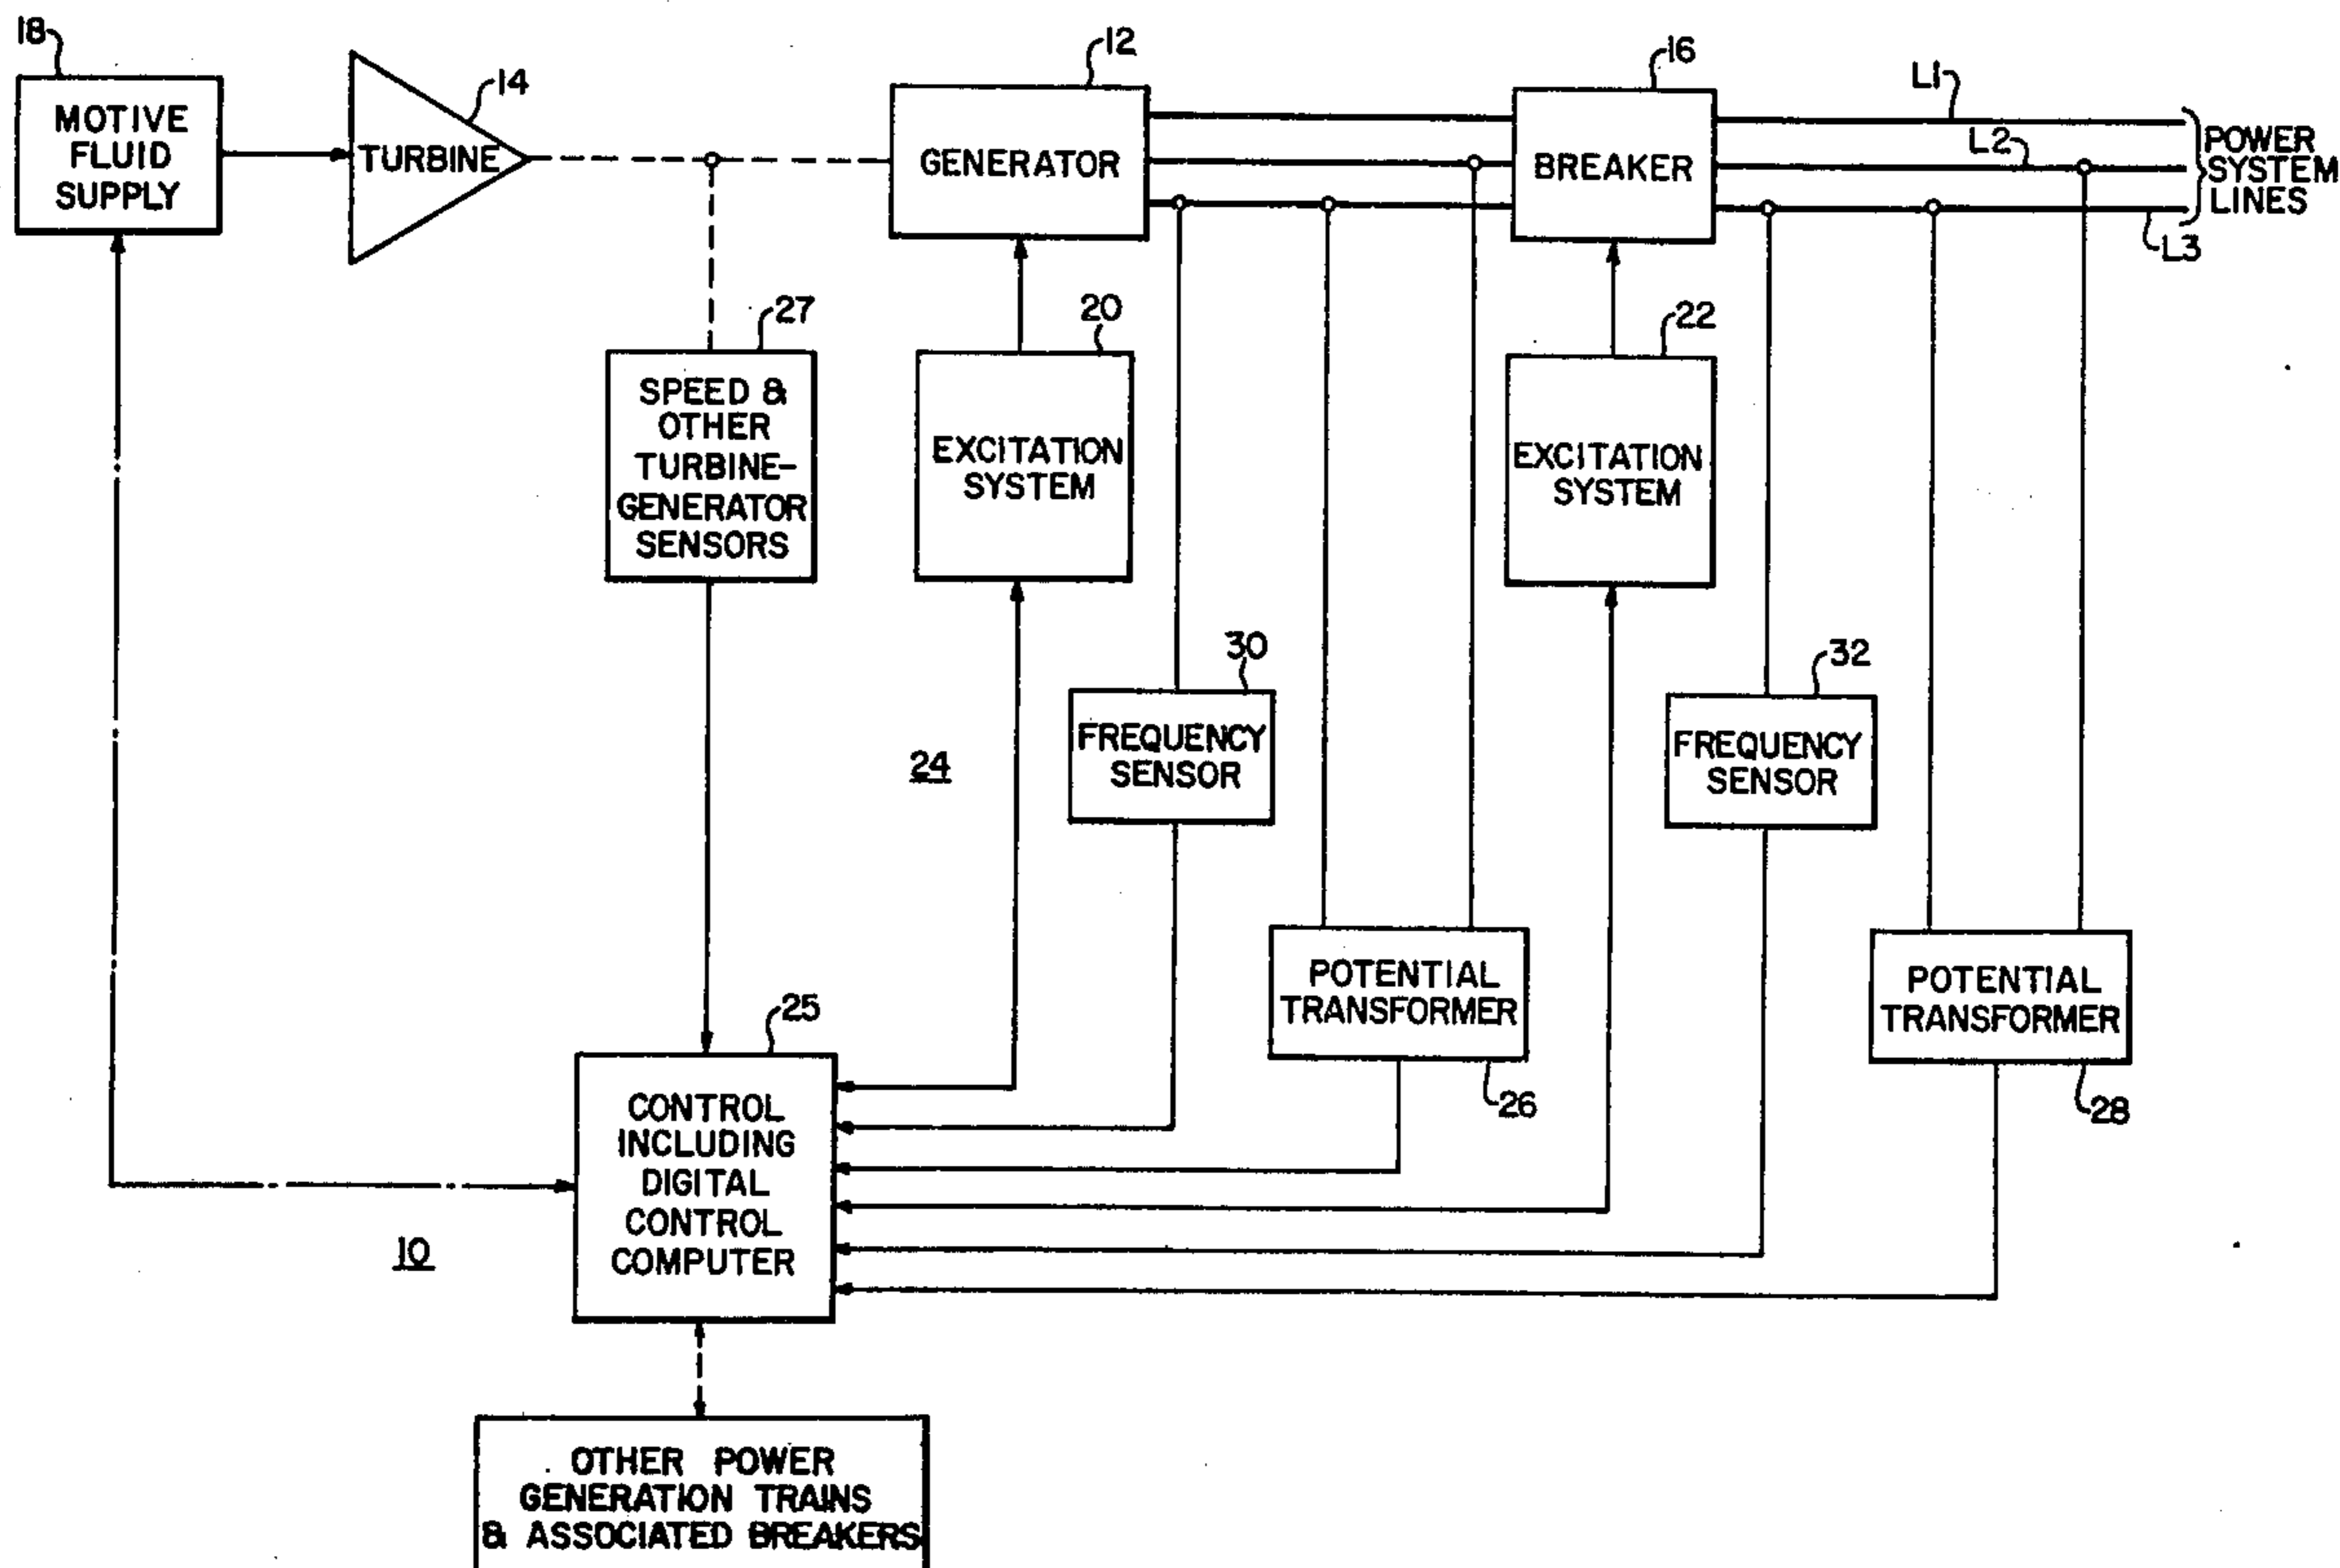 18
MOTIVE
FLUID
SUPPLY
14
TURBINE
12
GENERATOR
16
BREAKER
L1
L2
L3
POWER
SYSTEM
LINES
27
SPEED &
OTHER
TURBINE-
GENERATOR
SENSORS
20
EXCITATION
SYSTEM
22
EXCITATION
SYSTEM
24
30
FREQUENCY
SENSOR
32
FREQUENCY
SENSOR
POTENTIAL
TRANSFORMER
26
POTENTIAL
TRANSFORMER
28
25
CONTROL
INCLUDING
DIGITAL
CONTROL
COMPUTER
10
OTHER POWER
GENERATION TRAINS
& ASSOCIATED BREAKERS